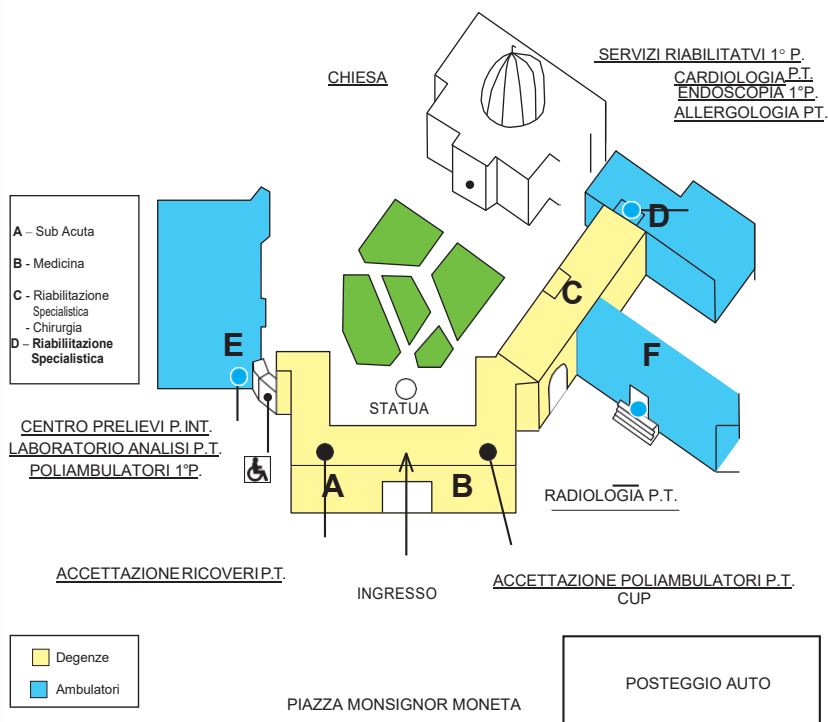 CHIESA
SERVIZI RIABILITATVI 1° P.
CARDIOLOGIA P.T.
ENDOSCOPIA 1°P.
ALLERGOLOGIA PT.
A – Sub Acuta
B - Medicina
C - Riabilitazione
Specialistica
- Chirurgia
D – Riabiliitazione
Specialistica
D
C
E
F
STATUA
CENTRO PRELIEVI P.INT.
LABORATORIO ANALISI P.T.
POLIAMBULATORI 1°P.
A
B
RADIOLOGIA P.T.
ACCETTAZIONE RICOVERI P.T.
INGRESSO
ACCETTAZIONE POLIAMBULATORI P.T.
CUP
Degenze
Ambulatori
PIAZZA MONSIGNOR MONETA
POSTEGGIO AUTO